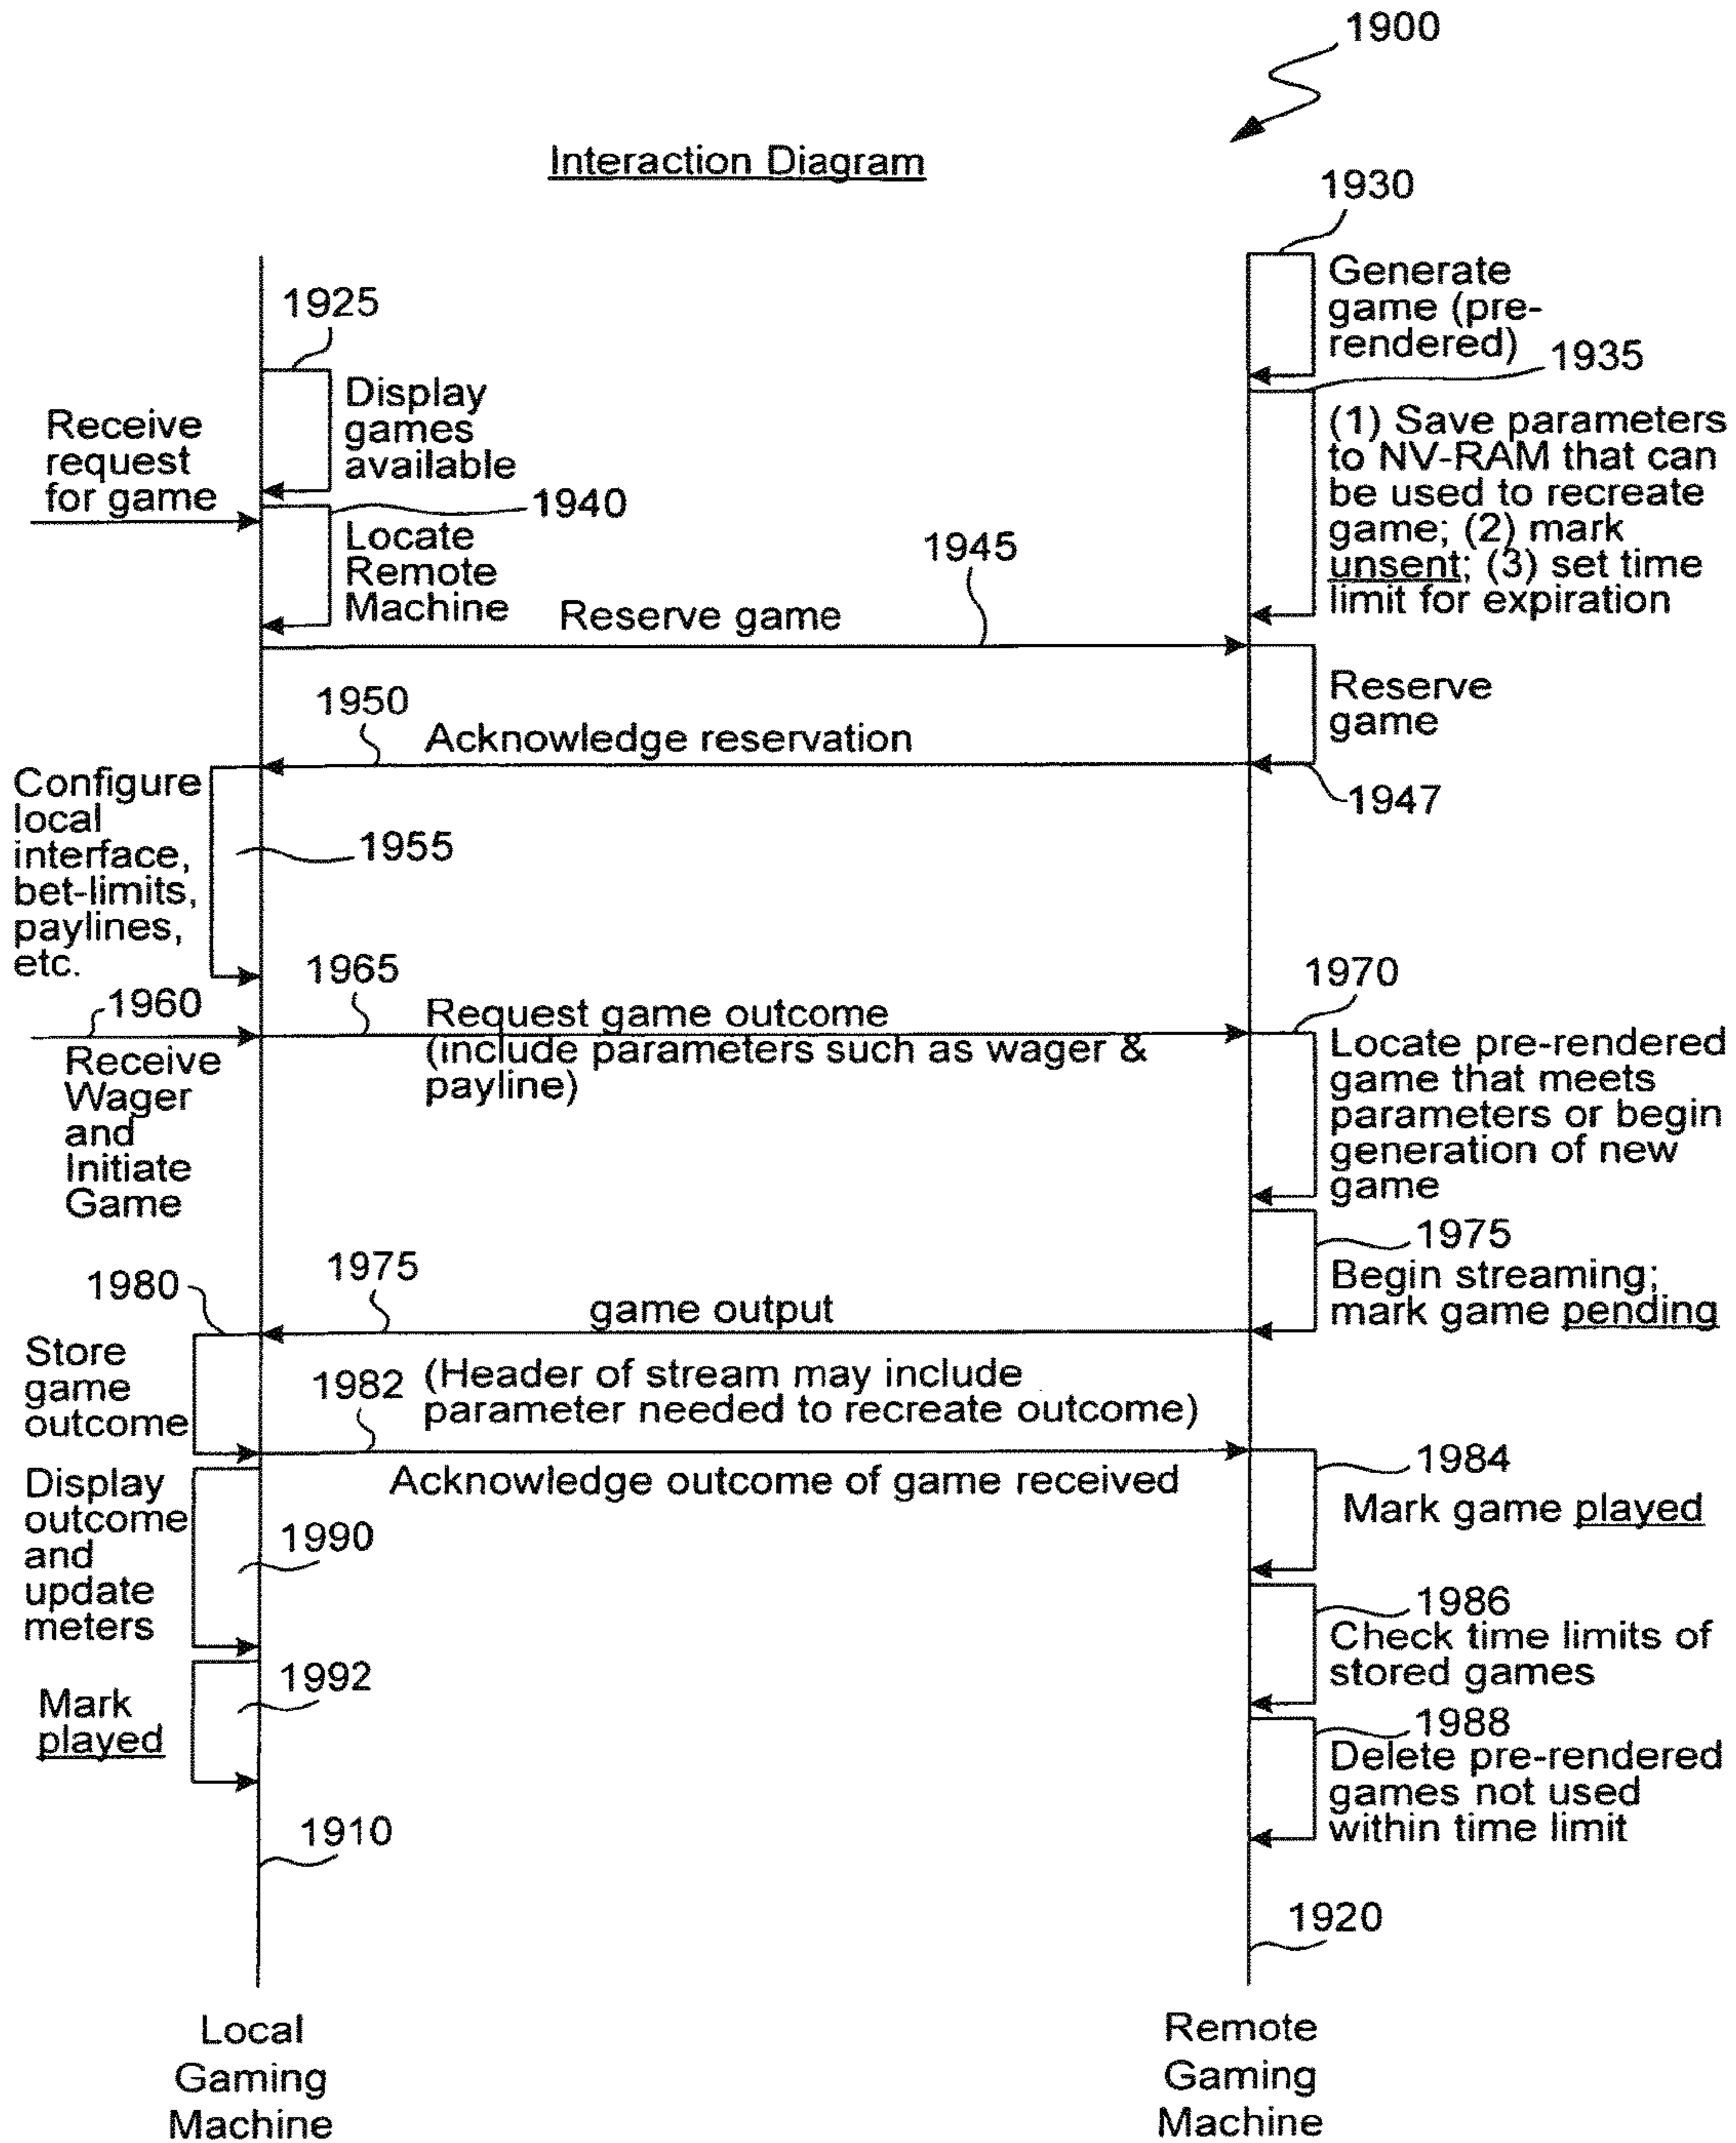 1900
Interaction Diagram
1930
Generate
game (pre-
rendered)
1925
1935
Display
games
available
Receive
request
for game
(1) Save parameters
to NV-RAM that can
be used to recreate
game; (2) mark
unsent; (3) set time
limit for expiration
1940
Locate
Remote
Machine
1945
Reserve game
Reserve
game
1950
Acknowledge reservation
1947
Configure
local
interface,
bet-limits,
paylines,
etc.
1955
1960
Receive
Wager
and
Initiate
Game
1965
Request game outcome
(include parameters such as wager &
payline)
1970
Locate pre-rendered
game that meets
parameters or begin
generation of new
game
1975
Begin streaming;
mark game pending
1980
1975
game output
Store
game
outcome
1982
(Header of stream may include
parameter needed to recreate outcome)
Acknowledge outcome of game received
1984
Mark game played
Display
outcome
and
update
meters
1990
1986
Check time limits of
stored games
1992
Mark
played
1988
Delete pre-rendered
games not used
within time limit
1910
1920
Local
Gaming
Machine
Remote
Gaming
Machine